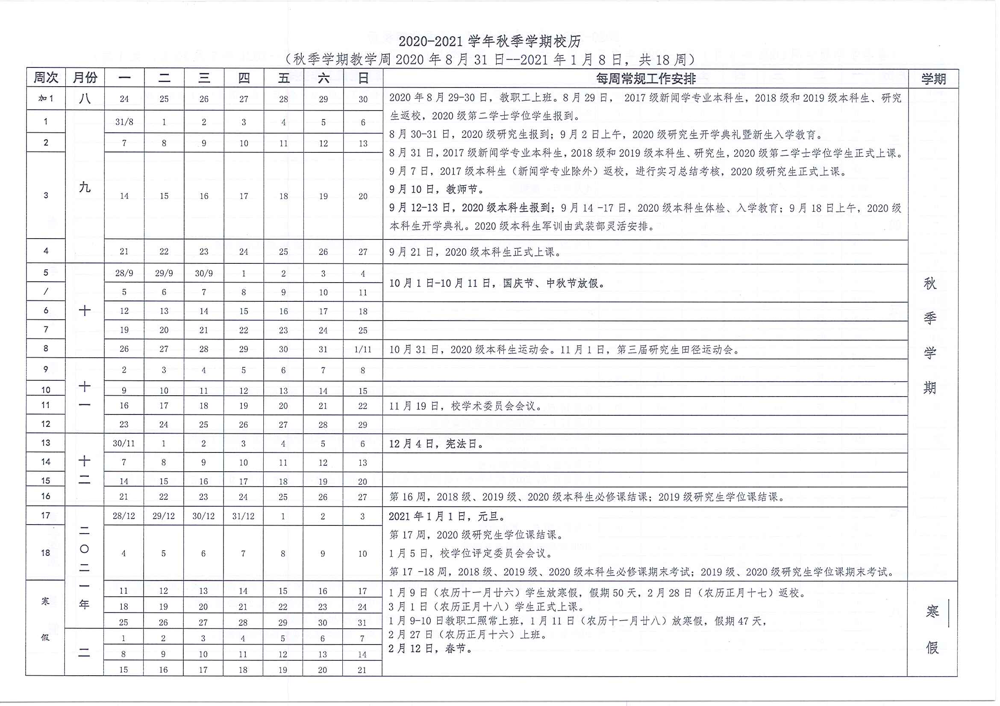 2020-2021 学年秋季学期校历
（秋季学期教学周 2020 年 8 月 31 日--2021 年 1 月 8 日，共 18 周）
周次 月份 一 二 三 四 五 六 日 每周常规工作安排 学期
加1 八 24 25 26 27 28 29 30 2020 年 8 月 29-30 日，教职工上班。8 月 29 日， 2017 级新闻学专业本科生，2018 级和 2019 级本科生、研究
生返校，2020 级第二学士学位学生报到。
1 31/8 1 2 3 4 5 6
8 月 30-31 日，2020 级研究生报到；9 月 2 日上午，2020 级研究生开学典礼暨新生入学教育。
2 7 8 9 10 11 12 13
8 月 31 日，2017 级新闻学专业本科生，2018 级和 2019 级本科生、研究生，2020 级第二学士学位学生正式上课。
9 月 7 日，2017 级本科生（新闻学专业除外）返校，进行实习总结考核，2020 级研究生正式上课。
九
9 月 10 日，教师节。
3 14 15 16 17 18 19 20
9 月 12-13 日，2020 级本科生报到；9 月 14 -17 日，2020 级本科生体检、入学教育；9 月 18 日上午，2020 级
本科生开学典礼。2020 级本科生军训由武装部灵活安排。
4 21 22 23 24 25 26 27 9 月 21 日，2020 级本科生正式上课。
5 28/9 29/9 30/9 1 2 3 4
10 月 1 日-10 月 11 日，国庆节、中秋节放假。
/ 5 6 7 8 9 10 11
6 十 12 13 14 15 16 17 18
7 19 20 21 22 23 24 25
8 26 27 28 29 30 31 1/11 10 月 31 日，2020 级本科生运动会。11 月 1 日，第三届研究生田径运动会。
秋季学期
9 2 3 4 5 6 7 8
十一
10 9 10 11 12 13 14 15
11 16 17 18 19 20 21 22 11 月 19 日，校学术委员会会议。
12 23 24 25 26 27 28 29
13 30/11 1 2 3 4 5 6 12 月 4 日，宪法日。
十二
14 7 8 9 10 11 12 13
15 14 15 16 17 18 19 20
16 21 22 23 24 25 26 27 第 16 周，2018 级、2019 级、2020 级本科生必修课结课；2019 级研究生学位课结课。
17 28/12 29/12 30/12 31/12 1 2 3 2021 年 1 月 1 日，元旦。
二〇二一年
第 17 周，2020 级研究生学位课结课。
18 4 5 6 7 8 9 10 1 月 5 日，校学位评定委员会会议。
第 17 -18 周，2018 级、2019 级、2020 级本科生必修课期末考试；2019 级、2020 级研究生学位课期末考试。
寒假
11 12 13 14 15 16 17 1 月 9 日（农历十一月廿六）学生放寒假，假期 50 天，2 月 28 日（农历正月十七）返校。
18 19 20 21 22 23 24 3 月 1 日（农历正月十八）学生正式上课。
25 26 27 28 29 30 31 1 月 9-10 日教职工照常上班，1 月 11 日（农历十一月廿八）放寒假，假期 47 天，
二
1 2 3 4 5 6 7 2 月 27 日（农历正月十六）上班。
8 9 10 11 12 13 14 2 月 12 日，春节。
15 16 17 18 19 20 21
寒假